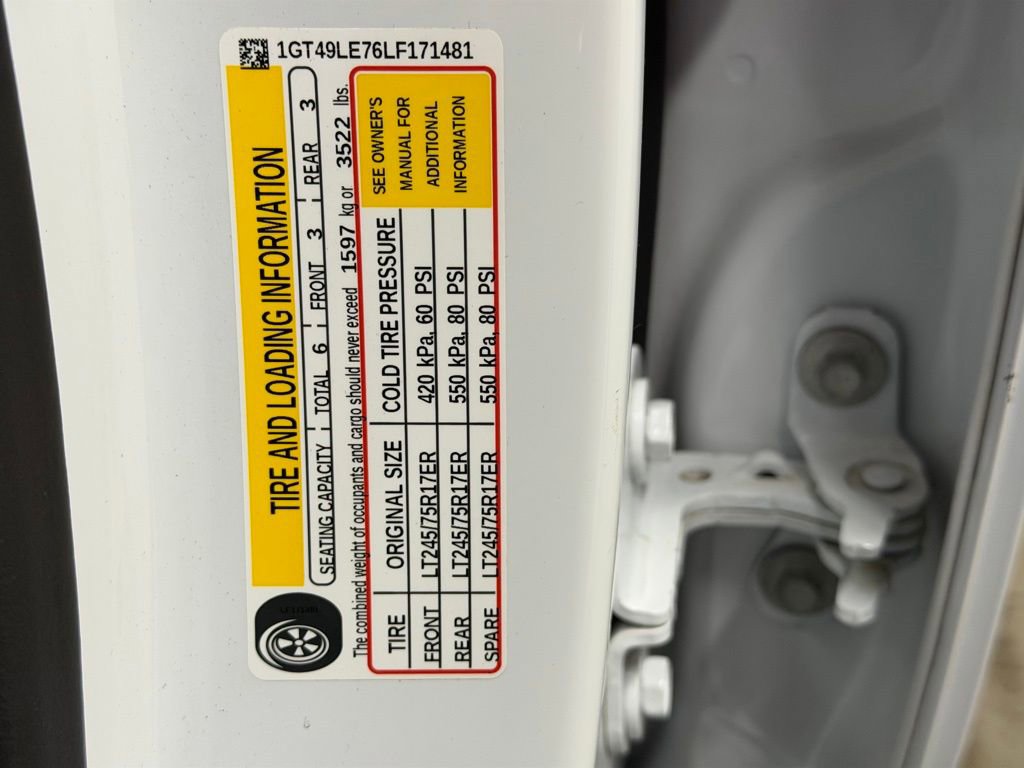 1GT49LE76LF171481
TIRE AND LOADING INFORMATION
SEATING CAPACITY TOTAL 6 FRONT 3 REAR 3
The combined weight of occupants and cargo should never exceed 1597 kg or 3522 lbs.
TIRE ORIGINAL SIZE COLD TIRE PRESSURE
FRONT LT245/75R17ER 420 kPa, 60 PSI
REAR LT245/75R17ER 550 kPa, 80 PSI
SPARE LT245/75R17ER 550 kPa, 80 PSI
SEE OWNER'S
MANUAL FOR
ADDITIONAL
INFORMATION